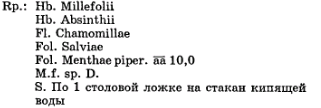 Rp.: Hb. Millefolii
Hb. Absinthii
Fl. Chamomillae
Fol. Salviae
Fol. Menthae piper. a͞a͞ 10,0
M.f. sp. D.
S. По 1 столовой ложке на стакан кипящей
воды